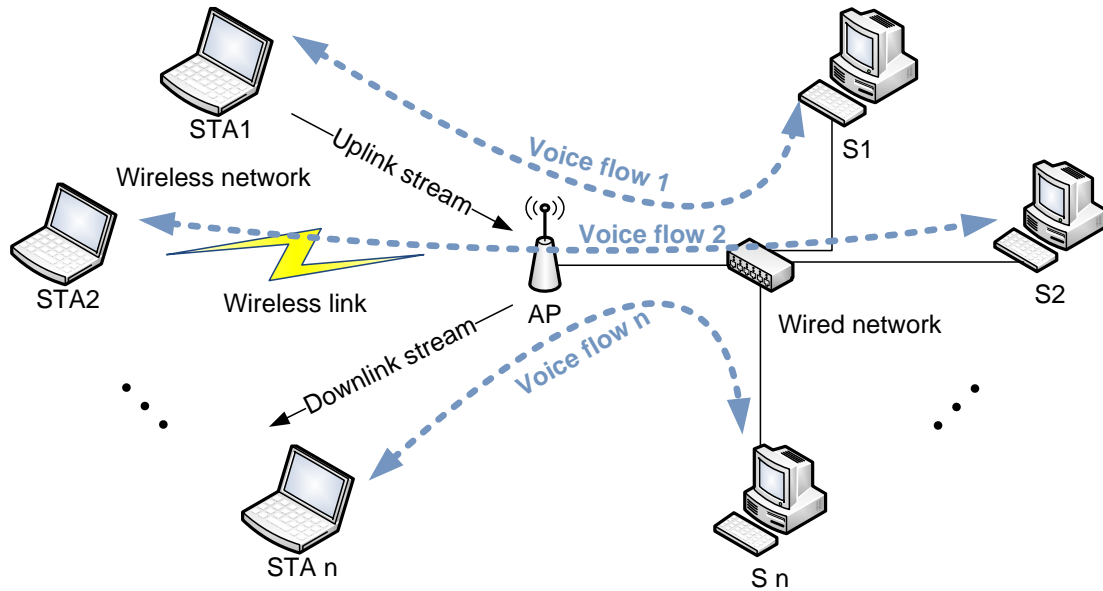 STA1
S1
Voice flow 1
Uplink stream
Wireless network
Voice flow 2
STA2
S2
Wireless link
AP
Wired network
Voice flow n
Downlink stream
STA n
S n